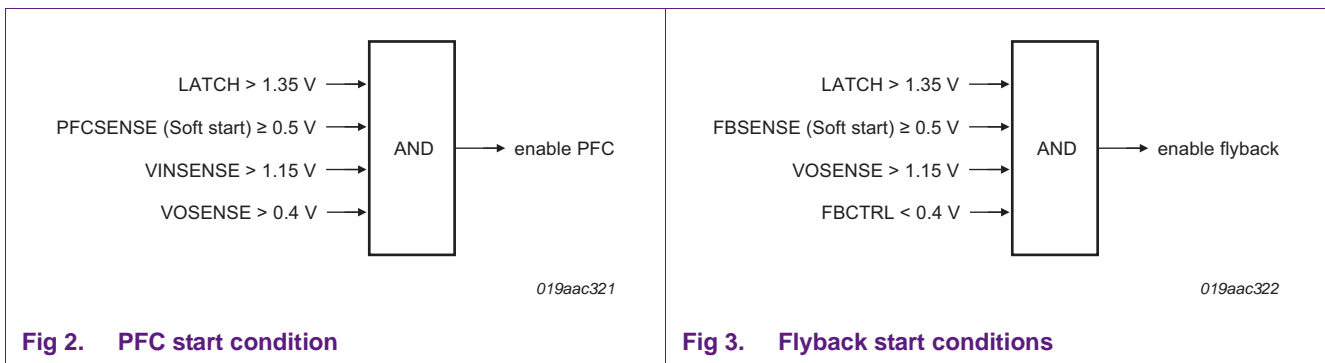 LATCH > 1.35 V
PFCSENSE (Soft start) ≥ 0.5 V
VINSENSE > 1.15 V
VOSENSE > 0.4 V
AND
enable PFC
019aac321
Fig 2. PFC start condition
LATCH > 1.35 V
FBSENSE (Soft start) ≥ 0.5 V
VOSENSE > 1.15 V
FBCTRL < 0.4 V
AND
enable flyback
019aac322
Fig 3. Flyback start conditions